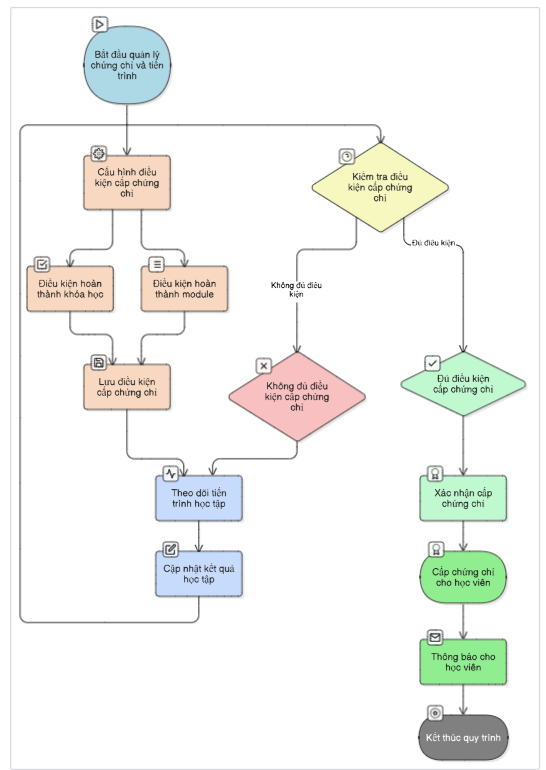 Bắt đầu quản lý
chứng chỉ và tiến
trình
Cấu hình điều
kiện cấp chứng
chỉ
Điều kiện hoàn
thành khóa học
Điều kiện hoàn
thành module
Lưu điều kiện
cấp chứng chỉ
Kiểm tra điều
kiện cấp chứng
chỉ
Không đủ điều
kiện
Đủ điều kiện
Không đủ điều
kiện cấp chứng
chỉ
Đủ điều kiện
cấp chứng chỉ
Theo dõi tiến
trình học tập
Cập nhật kết quả
học tập
Xác nhận cấp
chứng chỉ
Cấp chứng chỉ
cho học viên
Thông báo cho
học viên
Kết thúc quy trình